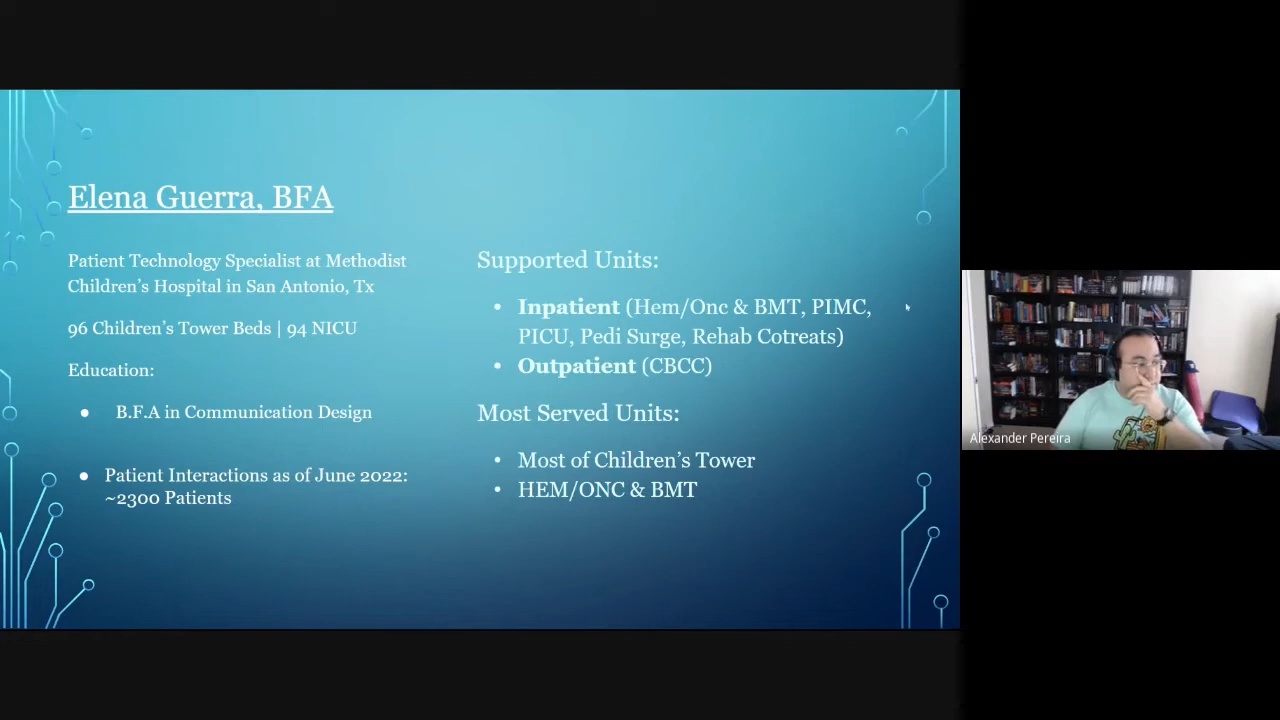 Elena Guerra, BFA
Patient Technology Specialist at Methodist
Children's Hospital in San Antonio, Tx
96 Children's Tower Beds | 94 NICU
Education:
● B.F.A in Communication Design
● Patient Interactions as of June 2022:
~2300 Patients
Supported Units:
• Inpatient (Hem/Onc & BMT, PIMC,
PICU, Pedi Surge, Rehab Cotreats)
• Outpatient (CBCC)
Most Served Units:
• Most of Children's Tower
• HEM/ONC & BMT
Alexander Pereira